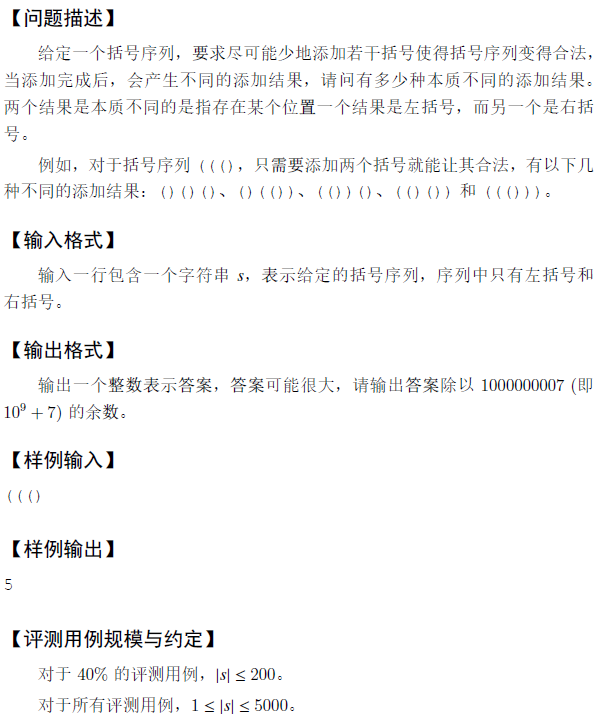 【问题描述】
给定一个括号序列，要求尽可能少地添加若干括号使得括号序列变得合法，
当添加完成后，会产生不同的添加结果，请问有多少种本质不同的添加结果。
两个结果是本质不同的是指存在某个位置一个结果是左括号，而另一个是右括
号。
例如，对于括号序列 ((()，只需要添加两个括号就能让其合法，有以下几
种不同的添加结果：()()()、()(())、(())()、(()()) 和 ((()))。
【输入格式】
输入一行包含一个字符串 s，表示给定的括号序列，序列中只有左括号和
右括号。
【输出格式】
输出一个整数表示答案，答案可能很大，请输出答案除以 1000000007 (即
10⁹ + 7) 的余数。
【样例输入】
((()
【样例输出】
5
【评测用例规模与约定】
对于 40% 的评测用例，|s| ≤ 200。
对于所有评测用例，1 ≤ |s| ≤ 5000。